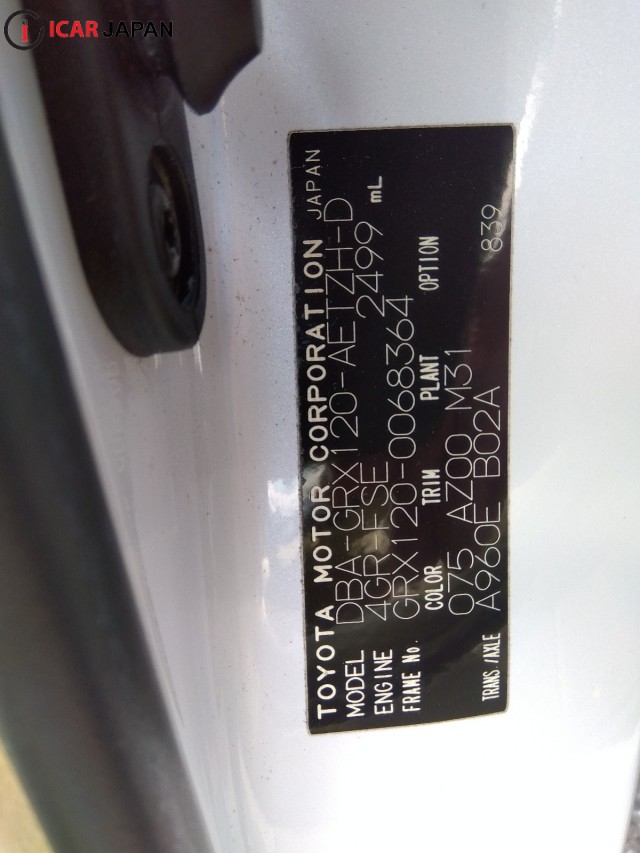 ICAR JAPAN
TOYOTA MOTOR CORPORATION JAPAN
MODEL DBA-GRX120-AETZH-D
ENGINE 4GR-FSE 2499 mL
FRAME No. GRX120-0068364
COLOR TRIM PLANT OPTION
075 AZ00 M31
TRANS/AXLE A960E B02A 839